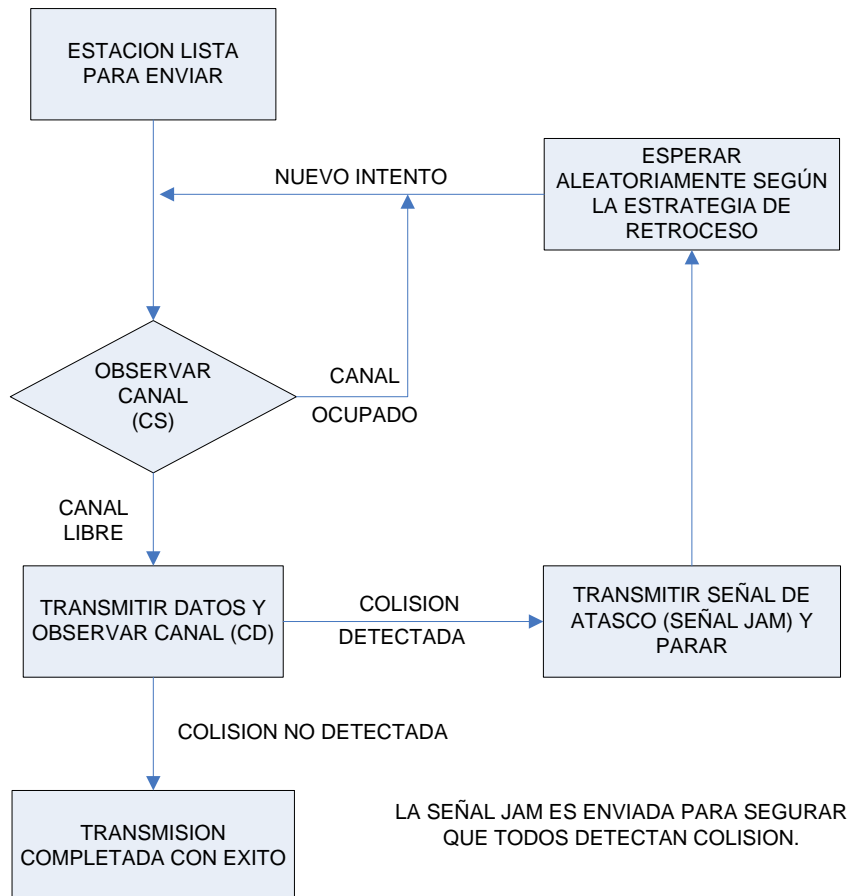 ESTACION LISTA
PARA ENVIAR
ESPERAR
ALEATORIAMENTE SEGÚN
LA ESTRATEGIA DE
RETROCESO
NUEVO INTENTO
OBSERVAR
CANAL
(CS)
CANAL
OCUPADO
CANAL
LIBRE
TRANSMITIR DATOS Y
OBSERVAR CANAL (CD)
COLISION
DETECTADA
TRANSMITIR SEÑAL DE
ATASCO (SEÑAL JAM) Y
PARAR
COLISION NO DETECTADA
TRANSMISION
COMPLETADA CON EXITO
LA SEÑAL JAM ES ENVIADA PARA SEGURAR
QUE TODOS DETECTAN COLISION.